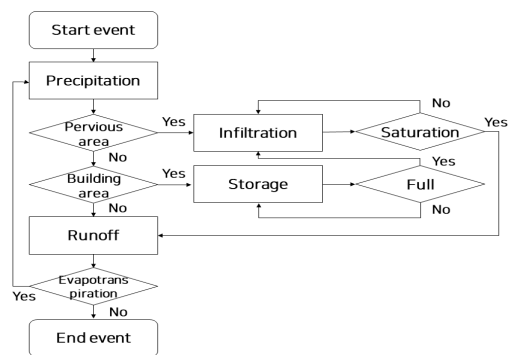 Start event
Precipitation
No
Yes
Yes
Pervious
area
Infiltration
Saturation
No
Yes
Yes
Building
area
Storage
Full
No
No
Runoff
Evapotrans
piration
Yes
No
End event